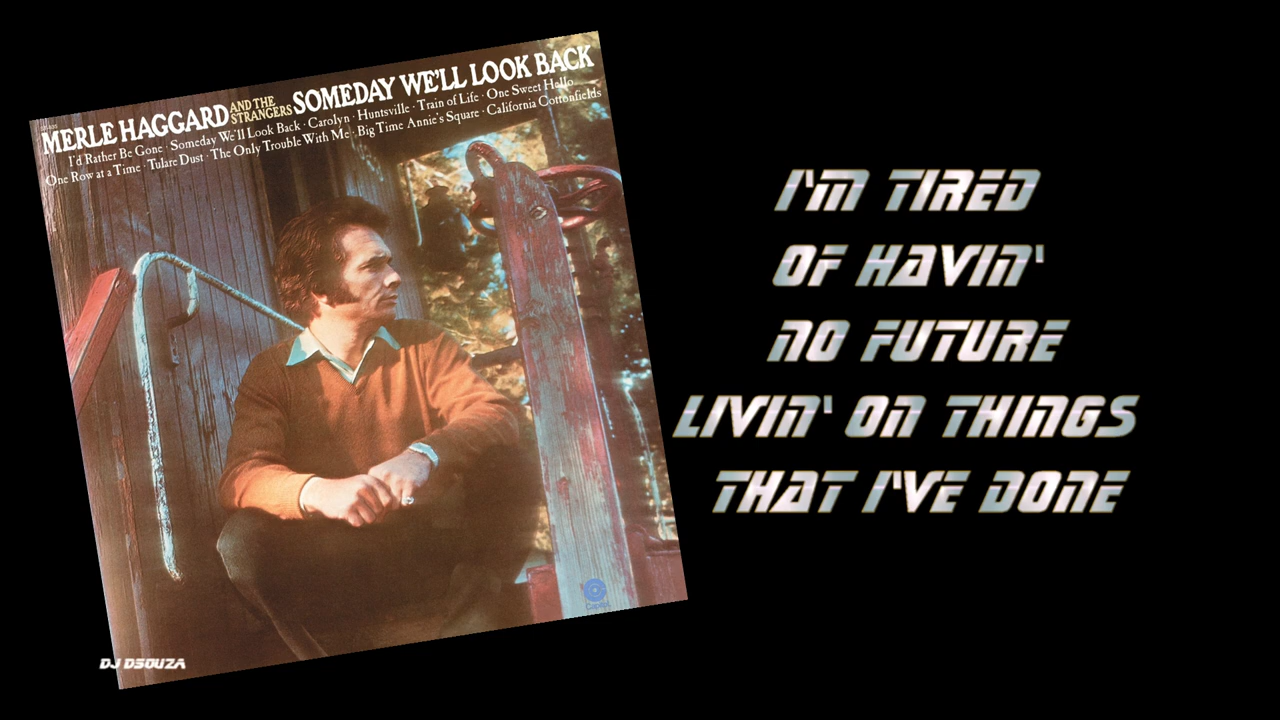 MERLE HAGGARD AND THE STRANGERS SOMEDAY WE'LL LOOK BACK
I'd Rather Be Gone · Someday We'll Look Back · Carolyn · Huntsville · Train of Life · One Sweet Hello
One Row at a Time · Tulare Dust · The Only Trouble With Me · Big Time Annie's Square · California Cottonfields
I'M TIRED
OF HAVIN'
NO FUTURE
LIVIN' ON THINGS
THAT I'VE DONE
Capitol
DJ DSOUZA